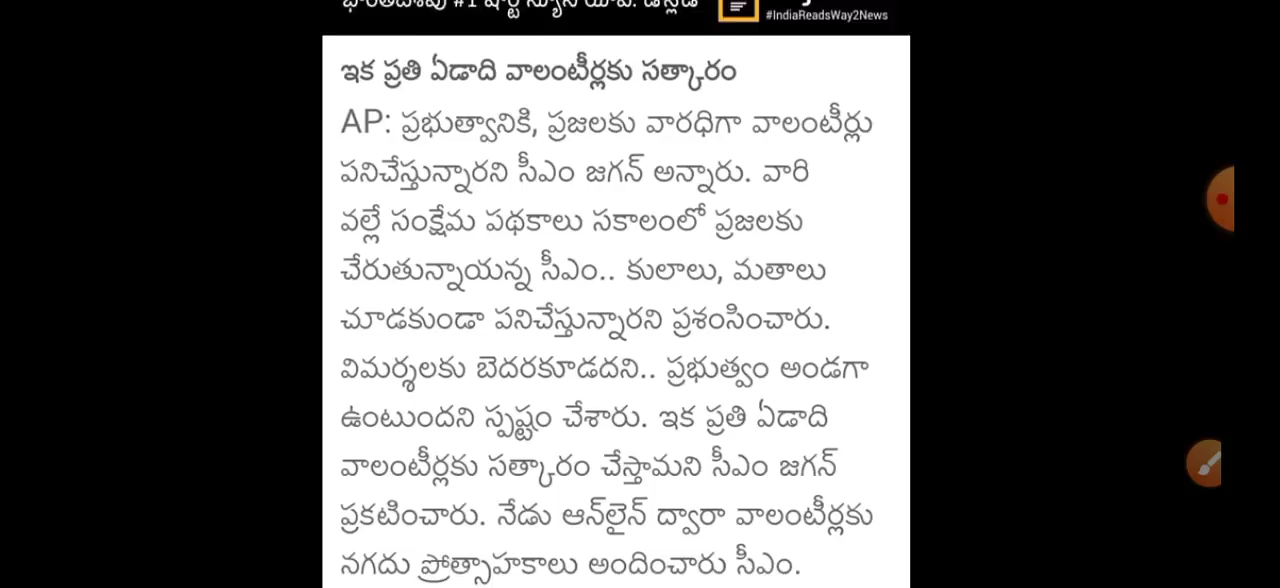 #1
#IndiaReadsWay2News
ఇక ప్రతి ఏడాది వాలంటీర్లకు సత్కారం
AP: ప్రభుత్వానికి, ప్రజలకు వారధిగా వాలంటీర్లు
పనిచేస్తున్నారని సీఎం జగన్ అన్నారు. వారి
వల్లే సంక్షేమ పథకాలు సకాలంలో ప్రజలకు
చేరుతున్నాయన్న సీఎం.. కులాలు, మతాలు
చూడకుండా పనిచేస్తున్నారని ప్రశంసించారు.
విమర్శలకు బెదరకూడదని.. ప్రభుత్వం అండగా
ఉంటుందని స్పష్టం చేశారు. ఇక ప్రతి ఏడాది
వాలంటీర్లకు సత్కారం చేస్తామని సీఎం జగన్
ప్రకటించారు. నేడు ఆన్‌లైన్ ద్వారా వాలంటీర్లకు
నగదు ప్రోత్సాహకాలు అందించారు సీఎం.